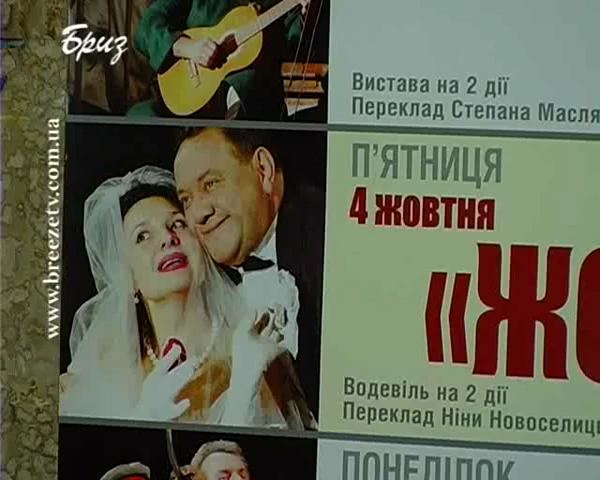 Бриз
www.breezetv.com.ua
Вистава на 2 дії
Переклад Степана Масля
П'ЯТНИЦЯ
4 ЖОВТНЯ
«ЖО
Водевіль на 2 дії
Переклад Ніни Новоселиц
ПОНЕДІЛОК